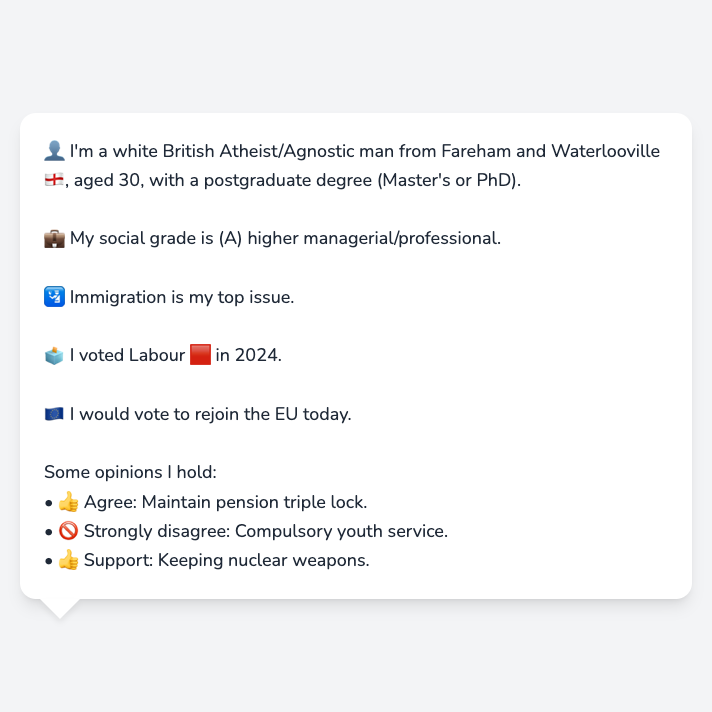 👤 I'm a white British Atheist/Agnostic man from Fareham and Waterlooville
🏴󠁧󠁢󠁥󠁮󠁧󠁿, aged 30, with a postgraduate degree (Master's or PhD).
💼 My social grade is (A) higher managerial/professional.
🛂 Immigration is my top issue.
🗳️ I voted Labour 🟥 in 2024.
🇪🇺 I would vote to rejoin the EU today.
Some opinions I hold:
• 👍 Agree: Maintain pension triple lock.
• 🚫 Strongly disagree: Compulsory youth service.
• 👍 Support: Keeping nuclear weapons.